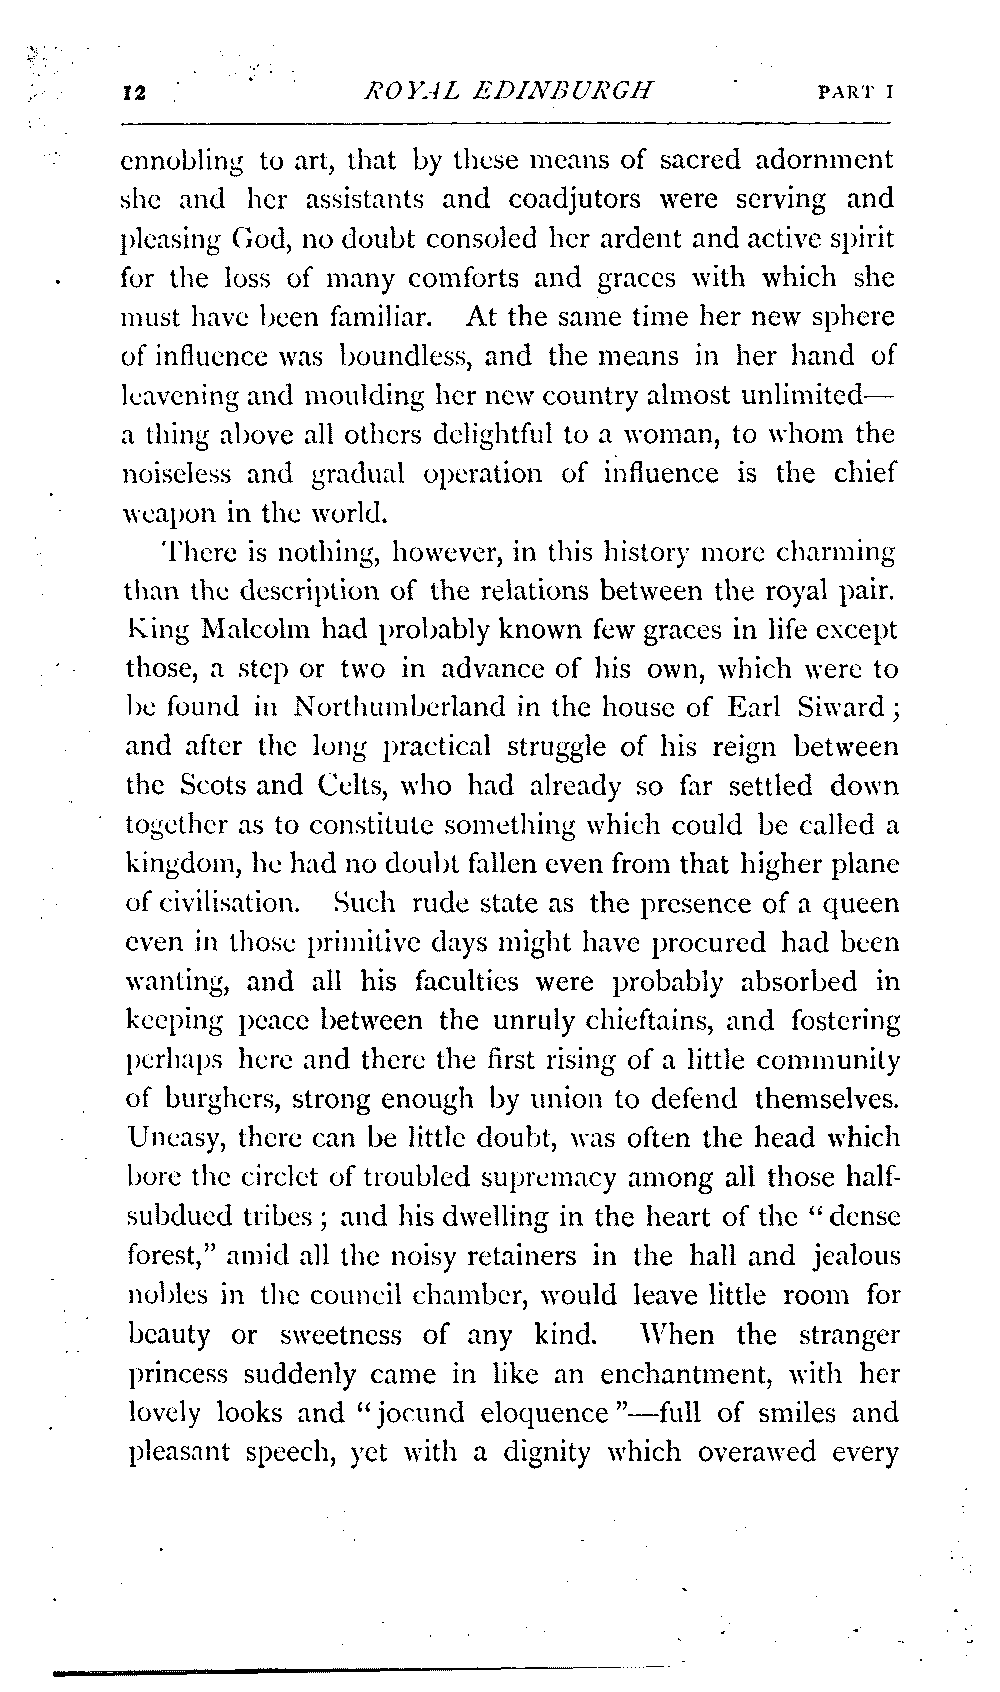 12 ROYAL EDINBURGH PART I
ennobling to art, that by these means of sacred adornment
she and her assistants and coadjutors were serving and
pleasing God, no doubt consoled her ardent and active spirit
for the loss of many comforts and graces with which she
must have been familiar. At the same time her new sphere
of influence was boundless, and the means in her hand of
leavening and moulding her new country almost unlimited—
a thing above all others delightful to a woman, to whom the
noiseless and gradual operation of influence is the chief
weapon in the world.
There is nothing, however, in this history more charming
than the description of the relations between the royal pair.
King Malcolm had probably known few graces in life except
those, a step or two in advance of his own, which were to
be found in Northumberland in the house of Earl Siward;
and after the long practical struggle of his reign between
the Scots and Celts, who had already so far settled down
together as to constitute something which could be called a
kingdom, he had no doubt fallen even from that higher plane
of civilisation. Such rude state as the presence of a queen
even in those primitive days might have procured had been
wanting, and all his faculties were probably absorbed in
keeping peace between the unruly chieftains, and fostering
perhaps here and there the first rising of a little community
of burghers, strong enough by union to defend themselves.
Uneasy, there can be little doubt, was often the head which
bore the circlet of troubled supremacy among all those half-
subdued tribes; and his dwelling in the heart of the “dense
forest,” amid all the noisy retainers in the hall and jealous
nobles in the council chamber, would leave little room for
beauty or sweetness of any kind. When the stranger
princess suddenly came in like an enchantment, with her
lovely looks and “jocund eloquence”—full of smiles and
pleasant speech, yet with a dignity which overawed every